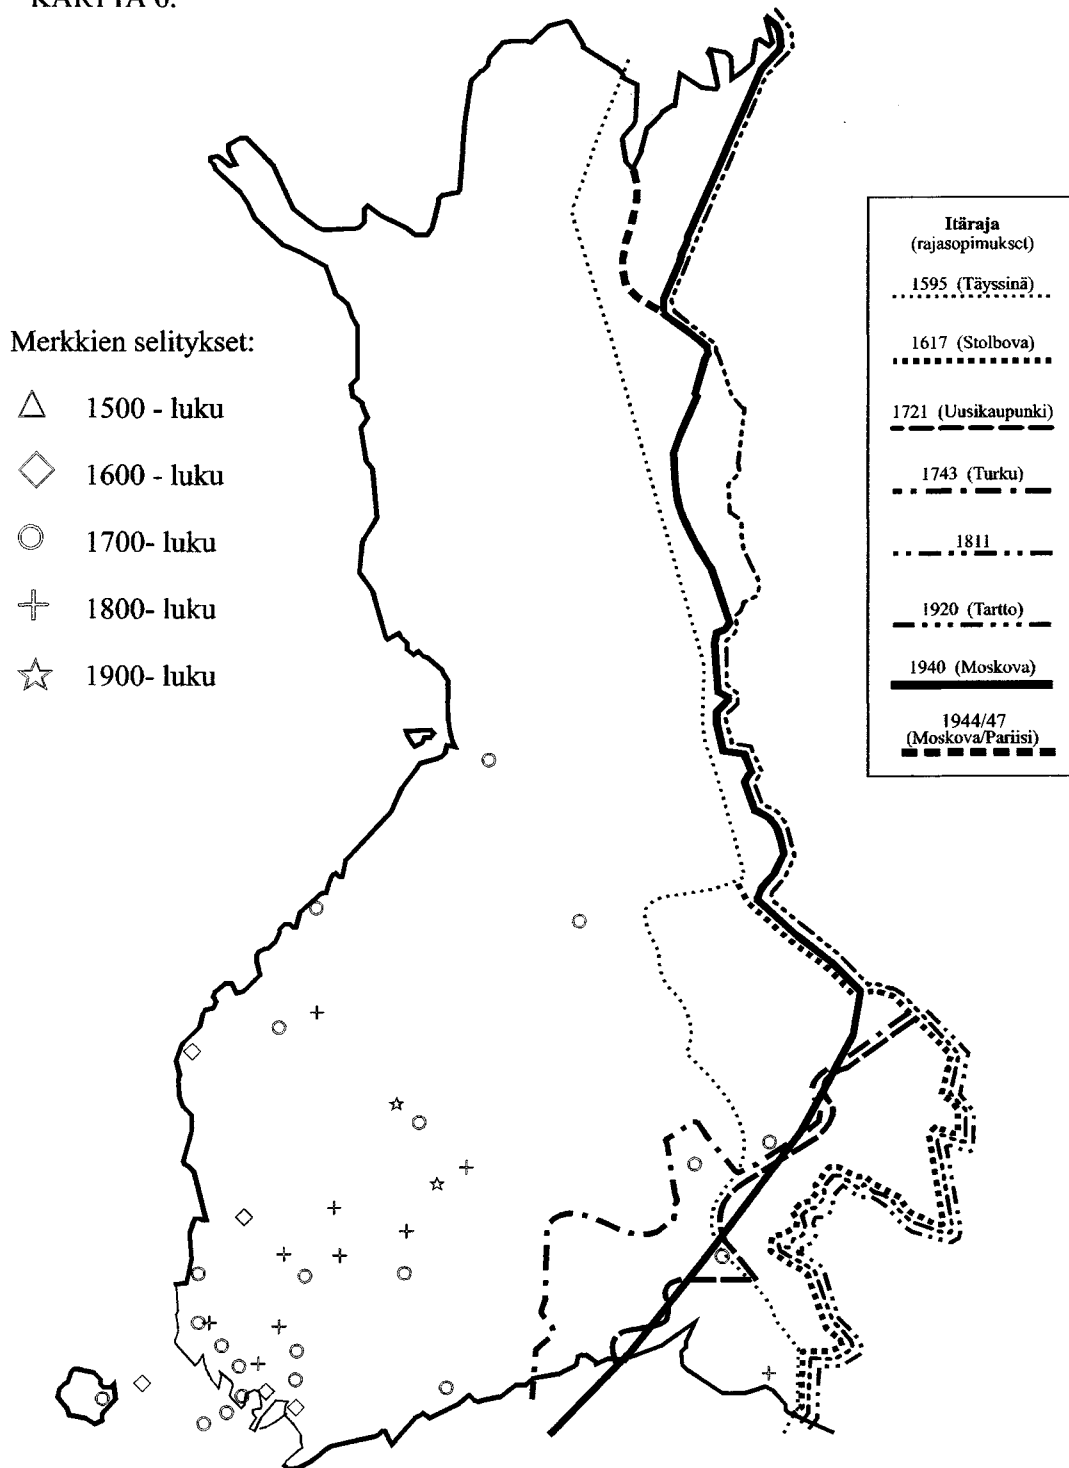 KARTTA 6.
Itäraja
(rajasopimukset)
1595 (Täyssinä)
1617 (Stolbova)
1721 (Uusikaupunki)
1743 (Turku)
1811
1920 (Tartto)
1940 (Moskova)
1944/47
(Moskova/Pariisi)
Merkkien selitykset:
1500 - luku
1600 - luku
1700- luku
1800- luku
1900- luku